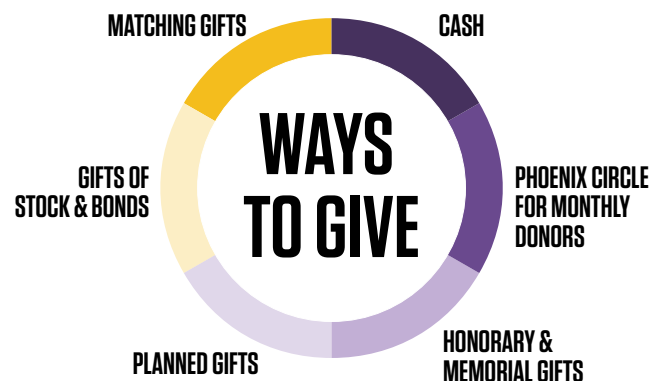 MATCHING GIFTS
CASH
WAYS
TO GIVE
GIFTS OF
STOCK & BONDS
PHOENIX CIRCLE
FOR MONTHLY
DONORS
PLANNED GIFTS
HONORARY &
MEMORIAL GIFTS